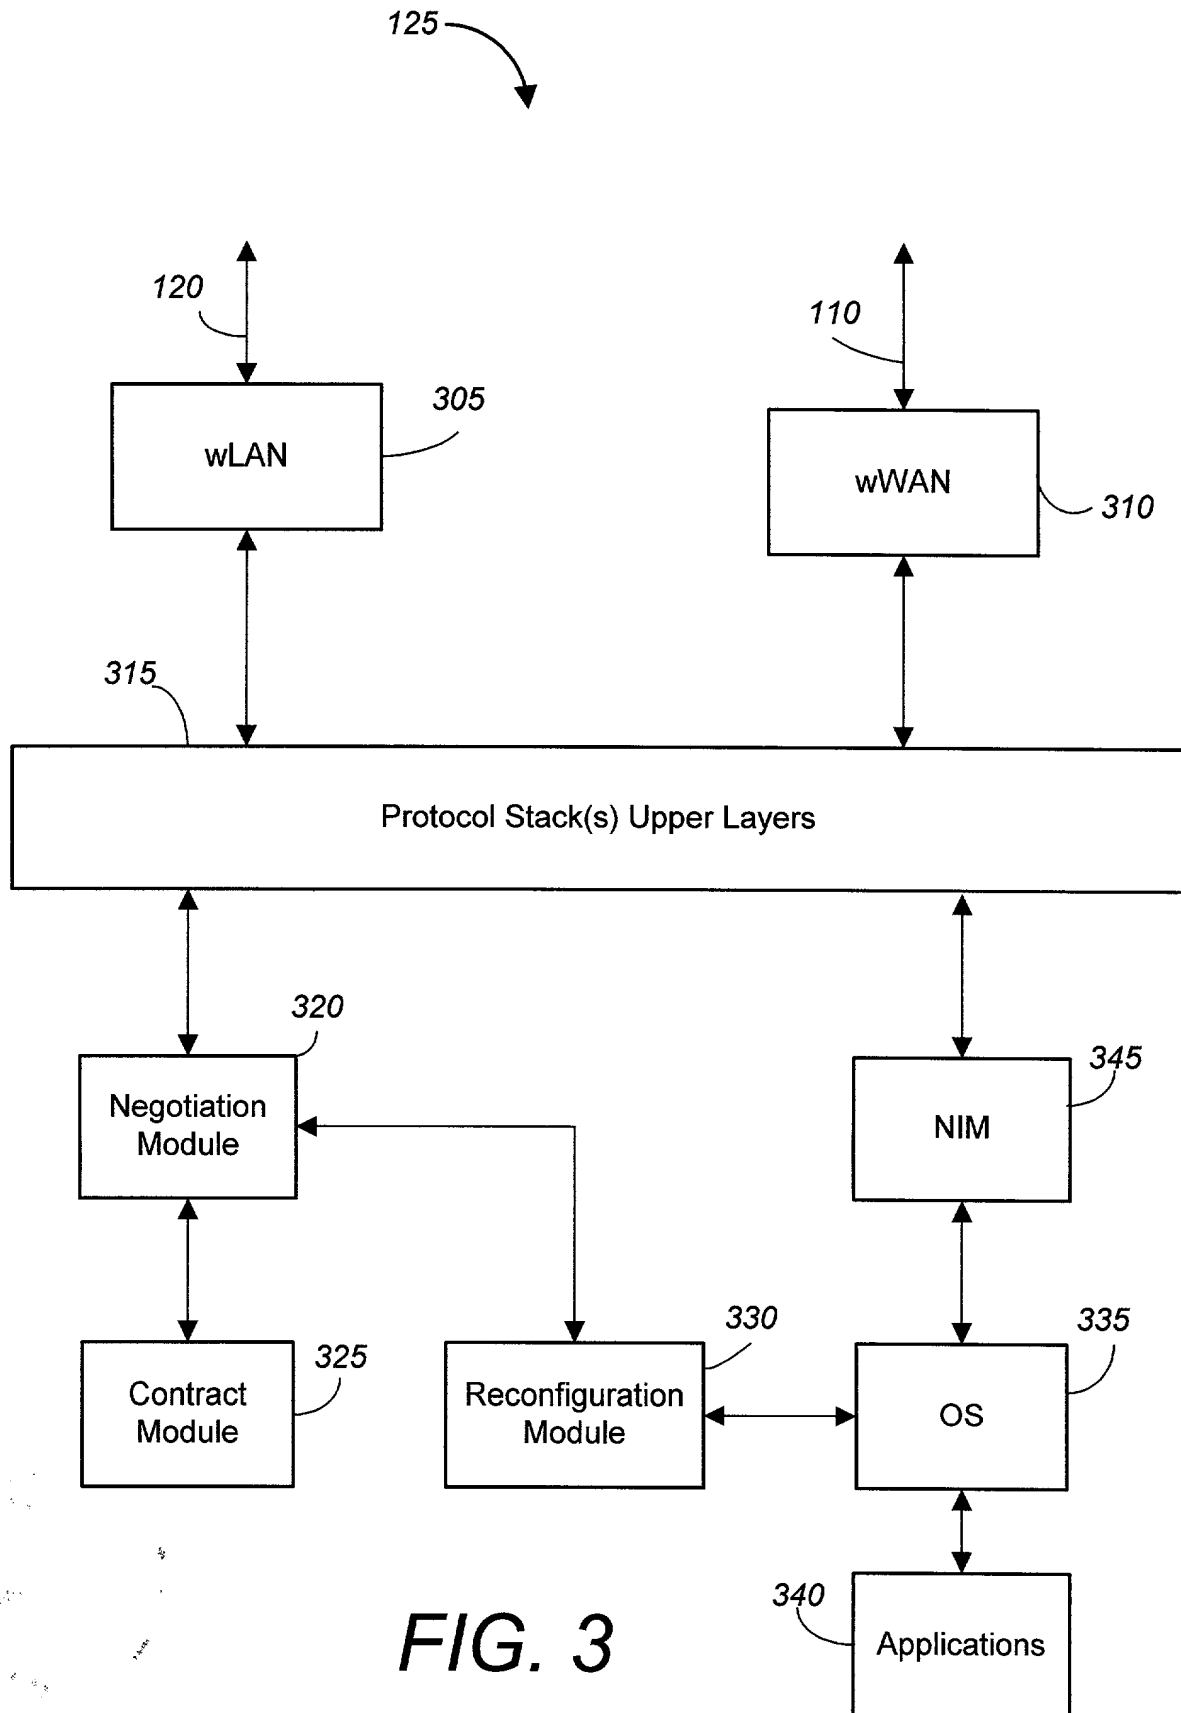 125
120
110
305
wLAN
wWAN
310
315
Protocol Stack(s) Upper Layers
320
345
Negotiation
Module
NIM
330
335
325
Contract
Module
Reconfiguration
Module
OS
340
Applications
FIG. 3